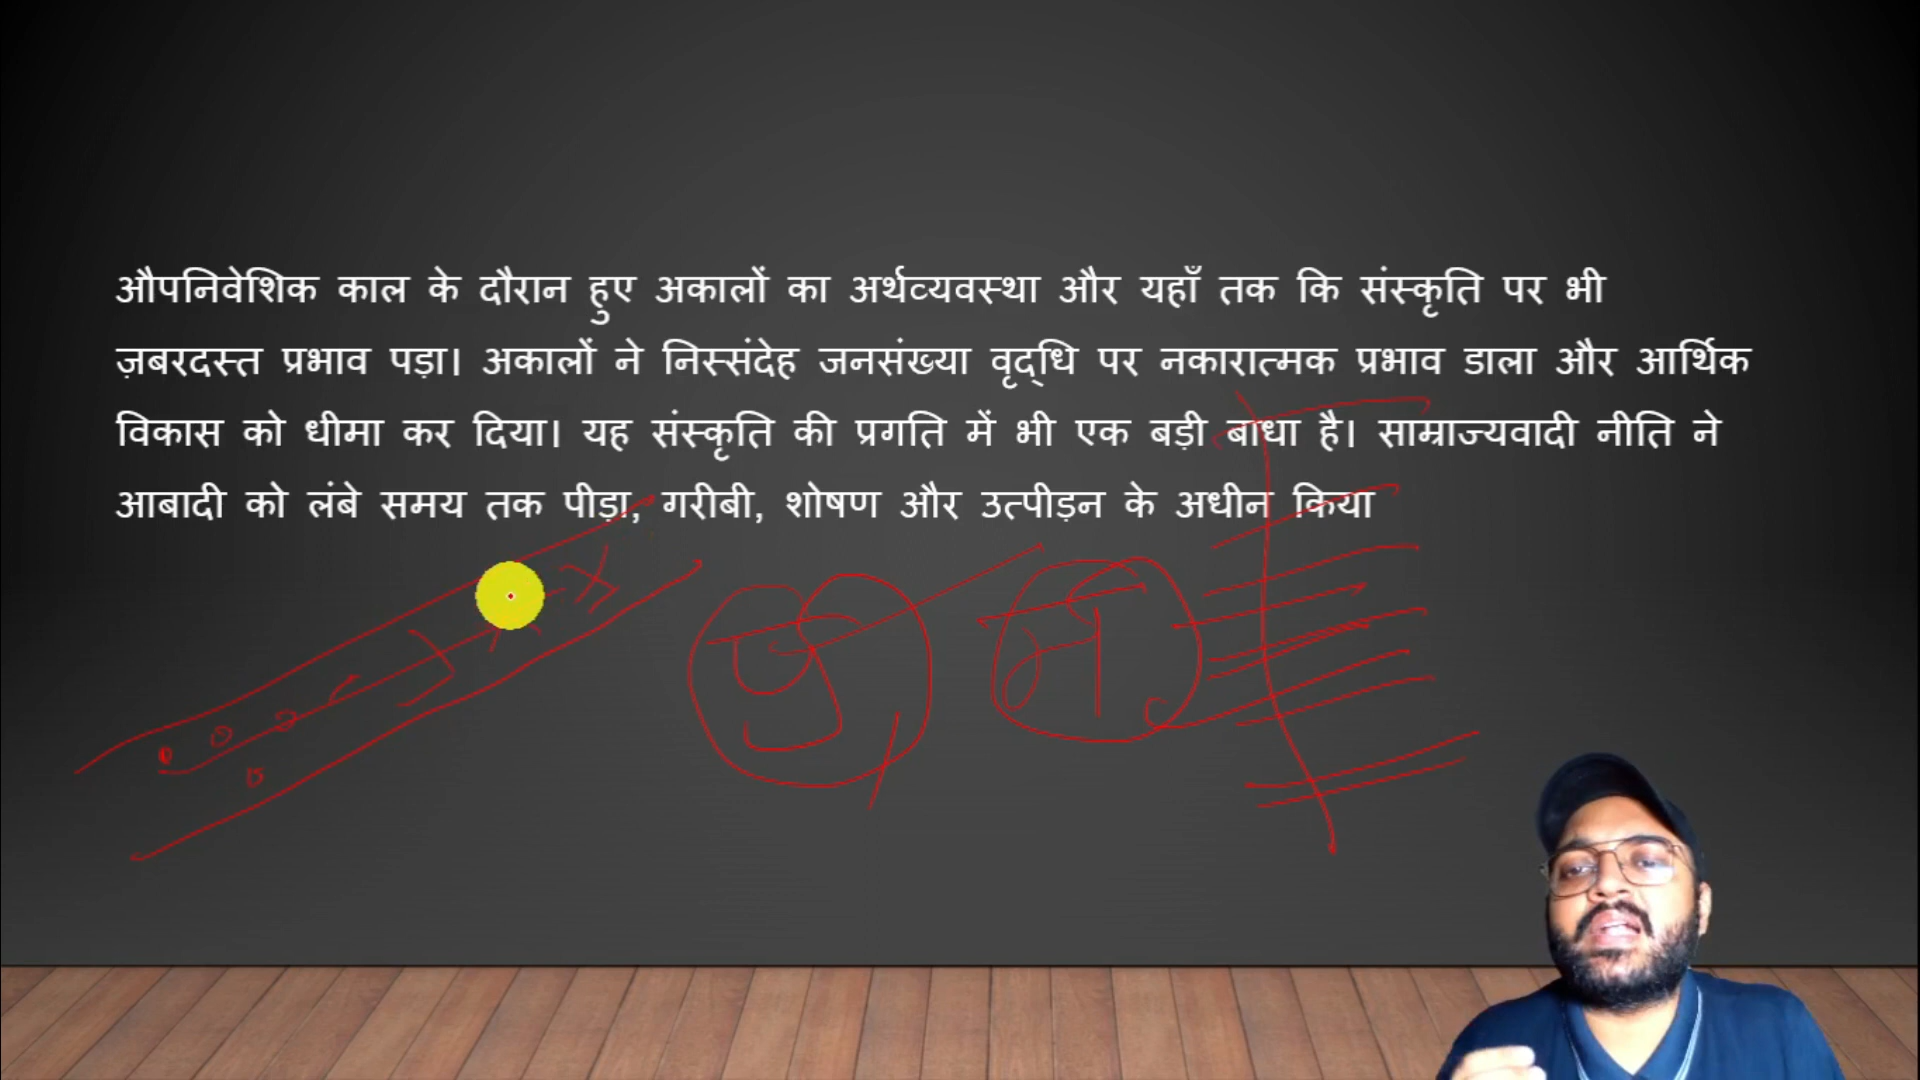 औपनिवेशिक काल के दौरान हुए अकालों का अर्थव्यवस्था और यहाँ तक कि संस्कृति पर भी
ज़बरदस्त प्रभाव पड़ा। अकालों ने निस्संदेह जनसंख्या वृद्धि पर नकारात्मक प्रभाव डाला और आर्थिक
विकास को धीमा कर दिया। यह संस्कृति की प्रगति में भी एक बड़ी बाधा है। साम्राज्यवादी नीति ने
आबादी को लंबे समय तक पीड़ा, गरीबी, शोषण और उत्पीड़न के अधीन किया